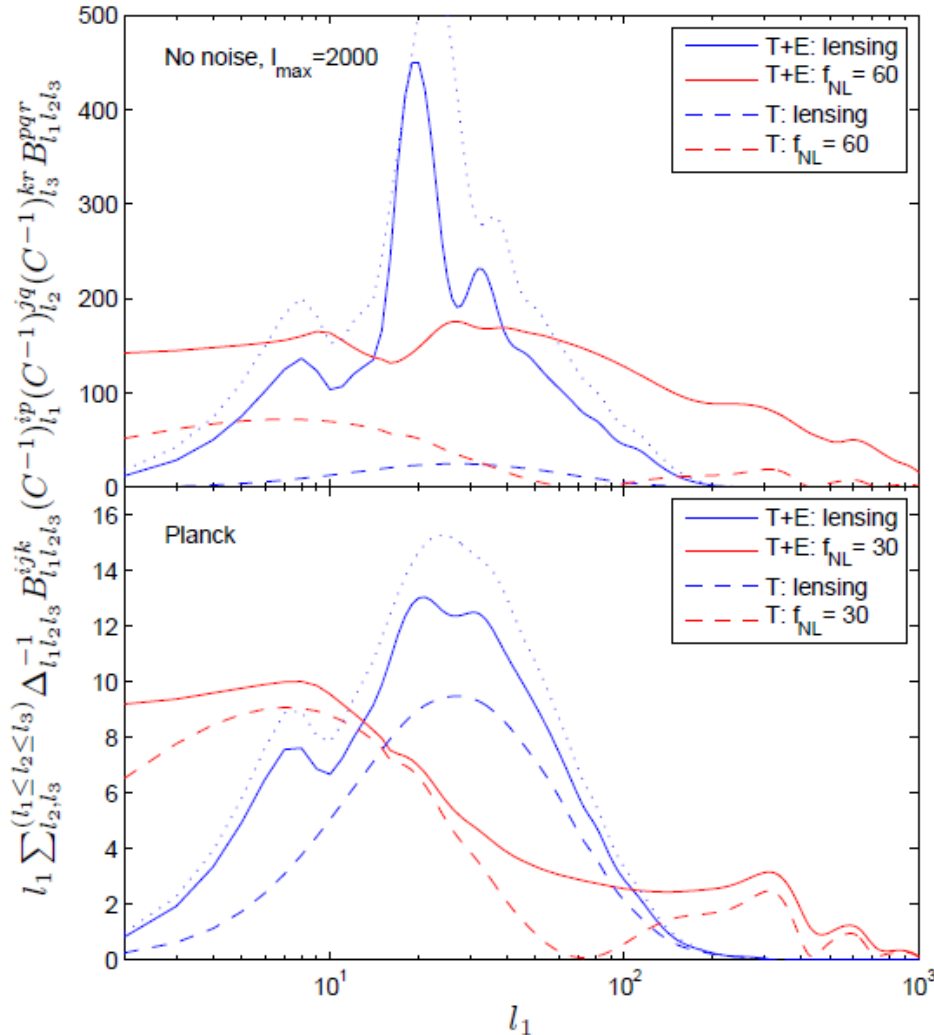 500
400
300
200
100
0
No noise, l_max=2000
T+E: lensing
T+E: f_NL = 60
T: lensing
T: f_NL = 60
16
14
12
10
8
6
4
2
0
Planck
T+E: lensing
T+E: f_NL = 30
T: lensing
T: f_NL = 30
l_1 ∑_{l_2,l_3}^{(l_1≤l_2≤l_3)} Δ^{-1}_{l_1l_2l_3} B^{ijk}_{l_1l_2l_3} (C^{-1})^{ip}_{l_1} (C^{-1})^{jq}_{l_2} (C^{-1})^{kr}_{l_3} B^{pqr}_{l_1l_2l_3}
10^1
10^2
10^3
l_1